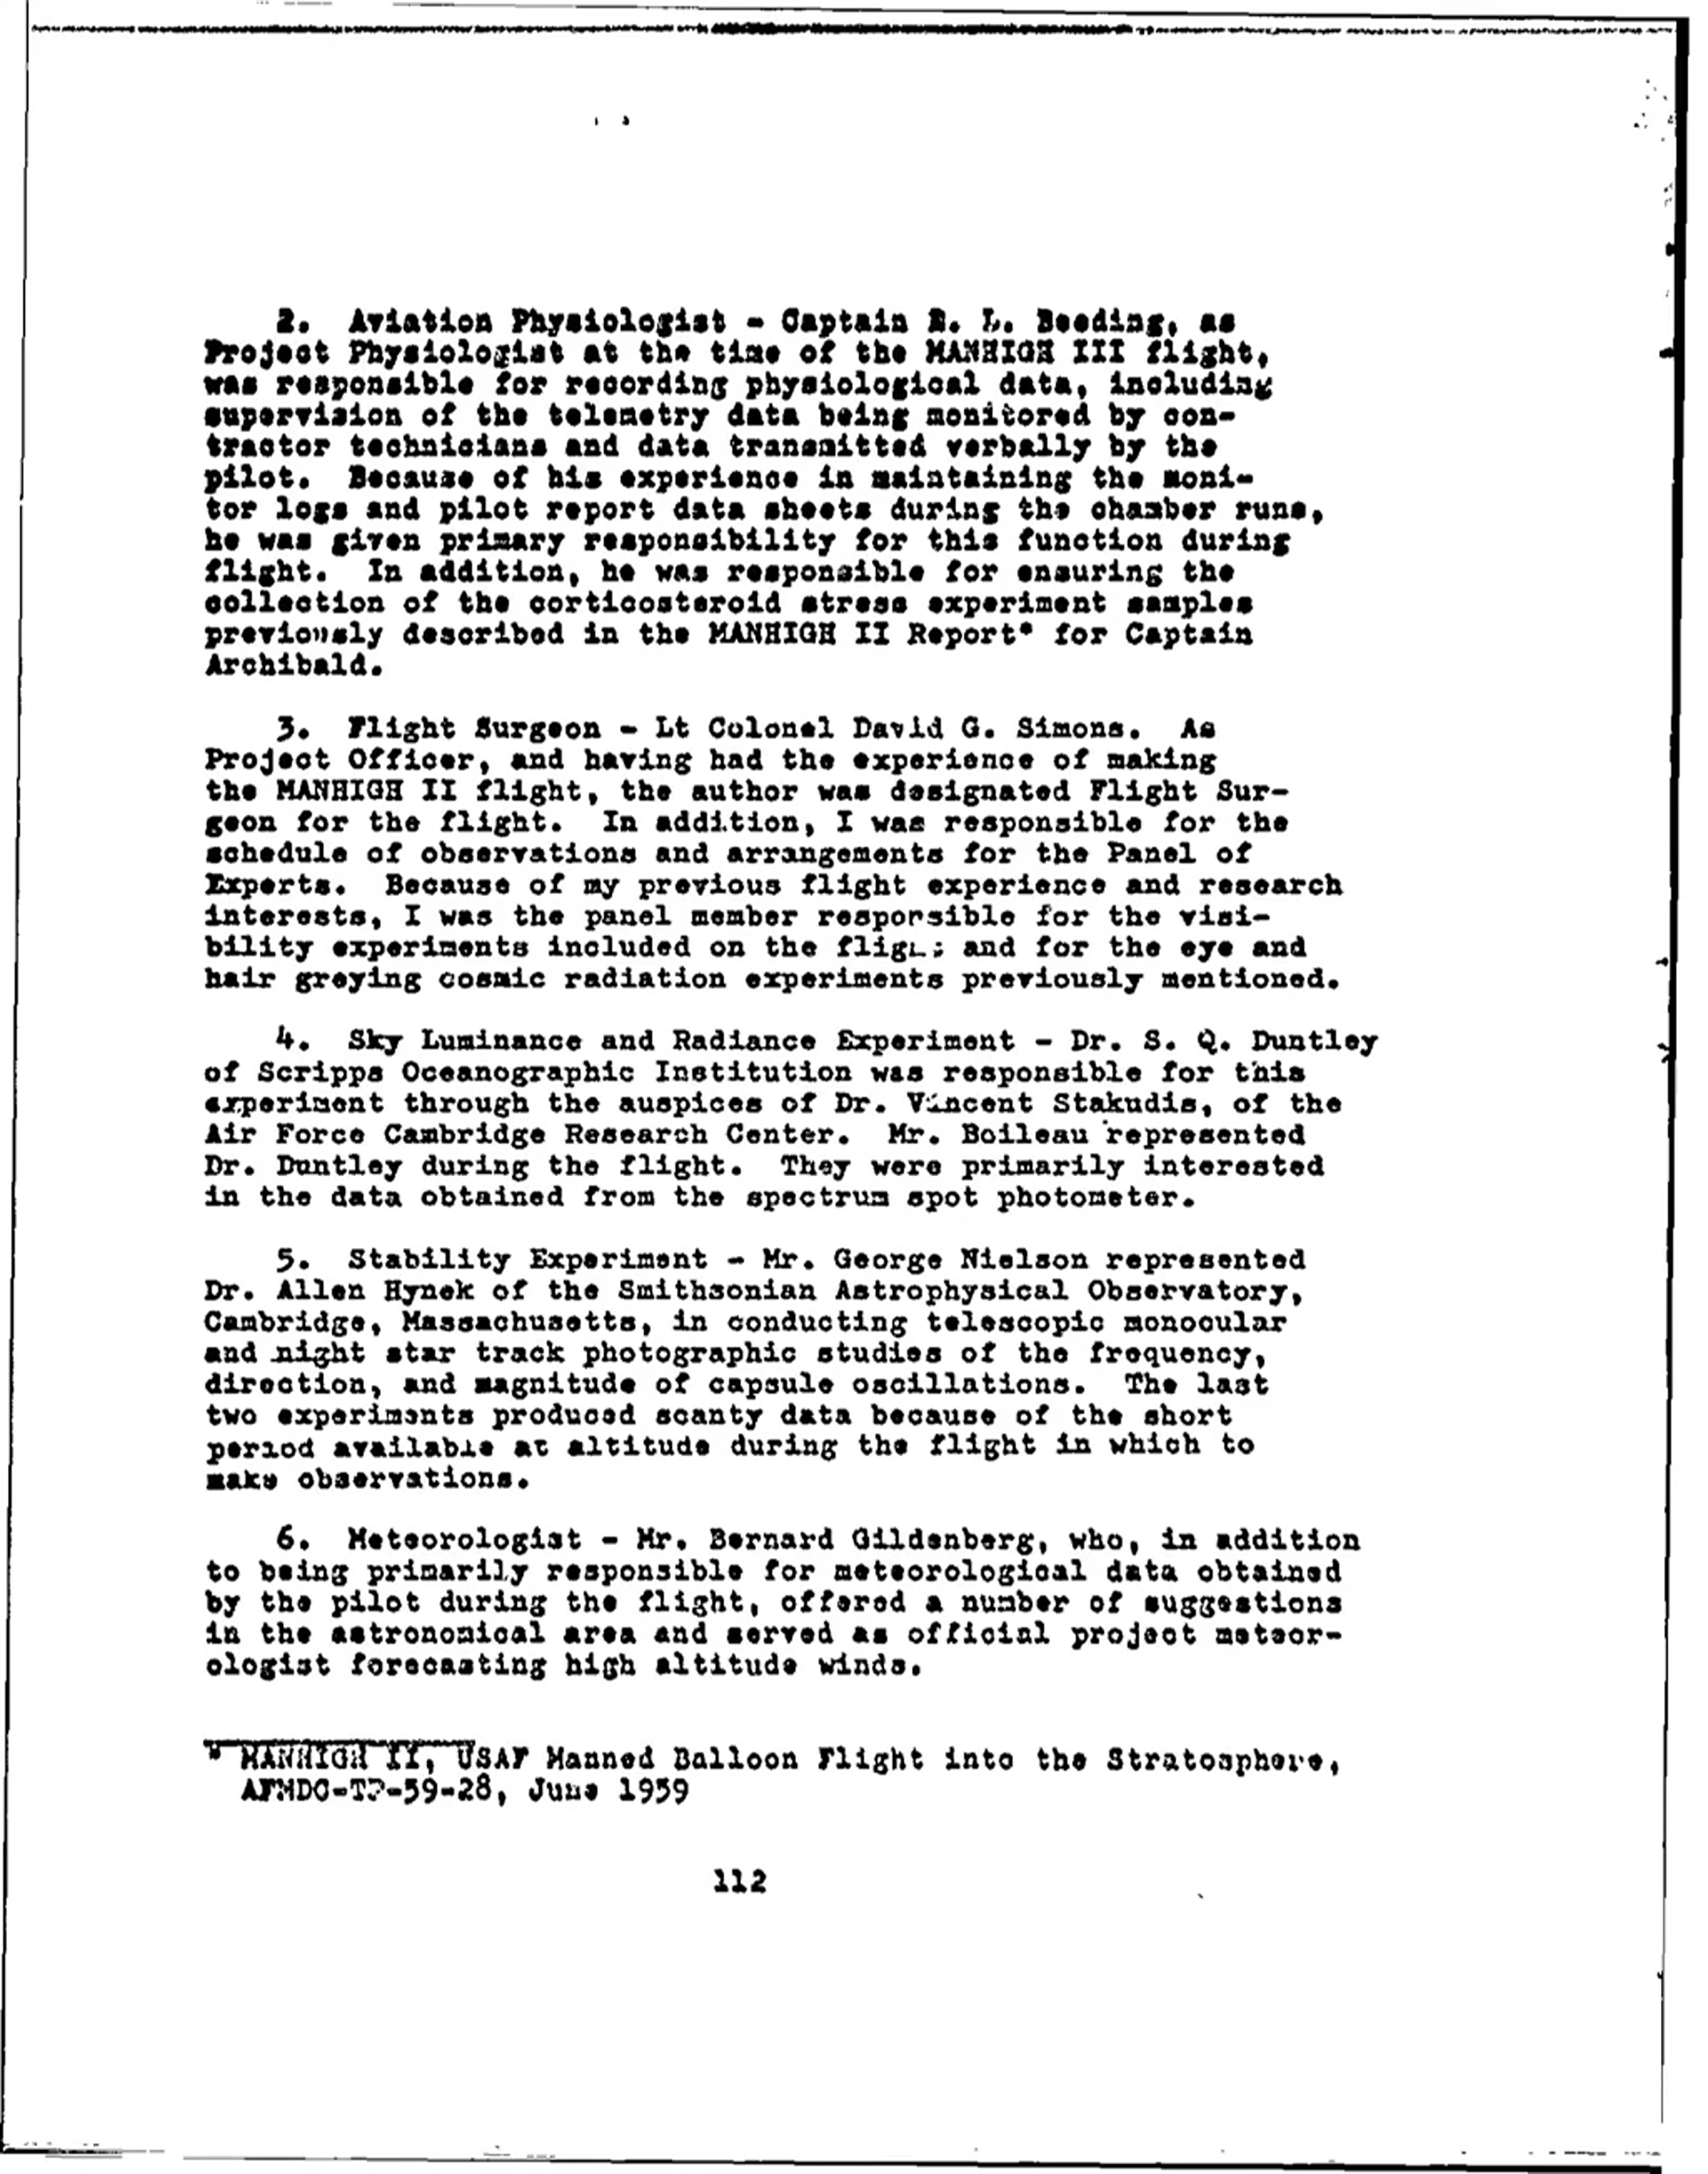 2. Aviation Physiologist - Captain E. L. Beeding, as
Project Physiologist at the time of the MANHIGH III flight,
was responsible for recording physiological data, including
supervision of the telemetry data being monitored by con-
tractor technicians and data transmitted verbally by the
pilot. Because of his experience in maintaining the moni-
tor logs and pilot report data sheets during the chamber runs,
he was given primary responsibility for this function during
flight. In addition, he was responsible for ensuring the
collection of the corticosteroid stress experiment samples
previously described in the MANHIGH II Report* for Captain
Archibald.
3. Flight Surgeon - Lt Colonel David G. Simons. As
Project Officer, and having had the experience of making
the MANHIGH II flight, the author was designated Flight Sur-
geon for the flight. In addition, I was responsible for the
schedule of observations and arrangements for the Panel of
Experts. Because of my previous flight experience and research
interests, I was the panel member responsible for the visi-
bility experiments included on the flight; and for the eye and
hair greying cosmic radiation experiments previously mentioned.
4. Sky Luminance and Radiance Experiment - Dr. S. Q. Duntley
of Scripps Oceanographic Institution was responsible for this
experiment through the auspices of Dr. Vincent Stakudis, of the
Air Force Cambridge Research Center. Mr. Boileau represented
Dr. Duntley during the flight. They were primarily interested
in the data obtained from the spectrum spot photometer.
5. Stability Experiment - Mr. George Nielson represented
Dr. Allen Hynek of the Smithsonian Astrophysical Observatory,
Cambridge, Massachusetts, in conducting telescopic monocular
and night star track photographic studies of the frequency,
direction, and magnitude of capsule oscillations. The last
two experiments produced scanty data because of the short
period available at altitude during the flight in which to
make observations.
6. Meteorologist - Mr. Bernard Gildenberg, who, in addition
to being primarily responsible for meteorological data obtained
by the pilot during the flight, offered a number of suggestions
in the astronomical area and served as official project meteor-
ologist forecasting high altitude winds.
* MANHIGH II, USAF Manned Balloon Flight into the Stratosphere,
AFMDC-TR-59-28, June 1959
112